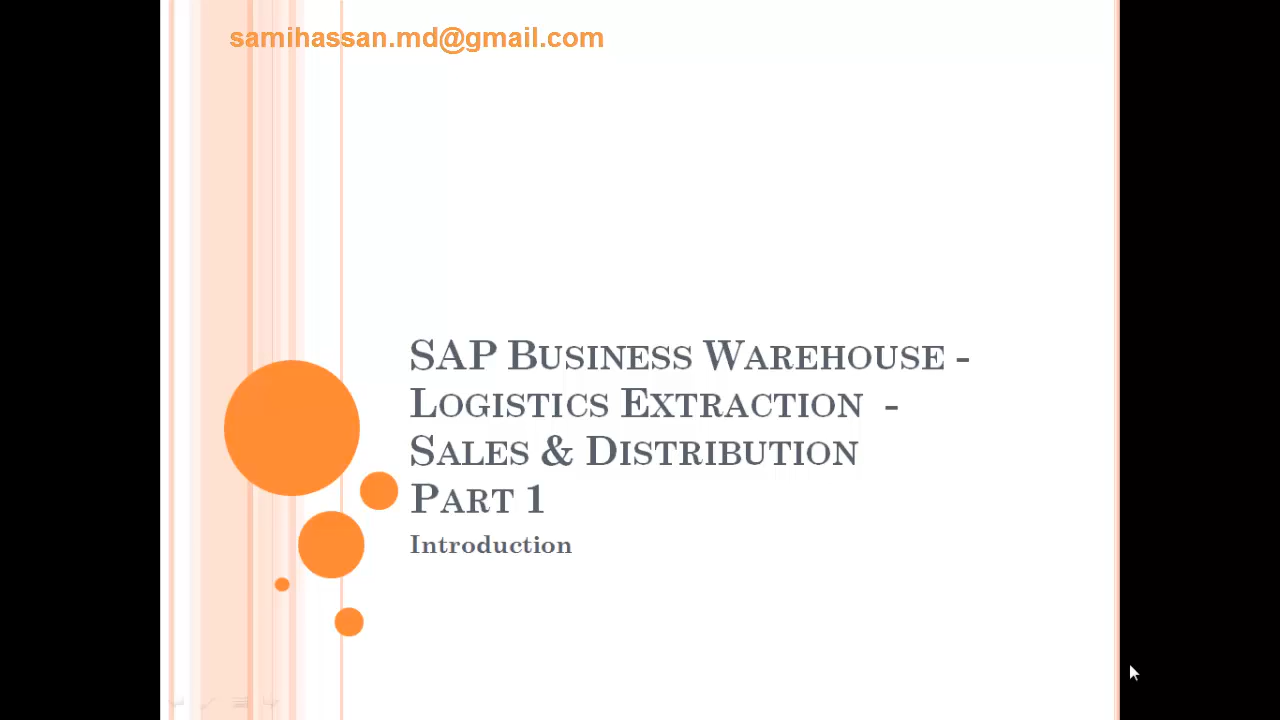 samihassan.md@gmail.com
SAP BUSINESS WAREHOUSE -
LOGISTICS EXTRACTION -
SALES & DISTRIBUTION
PART 1
Introduction